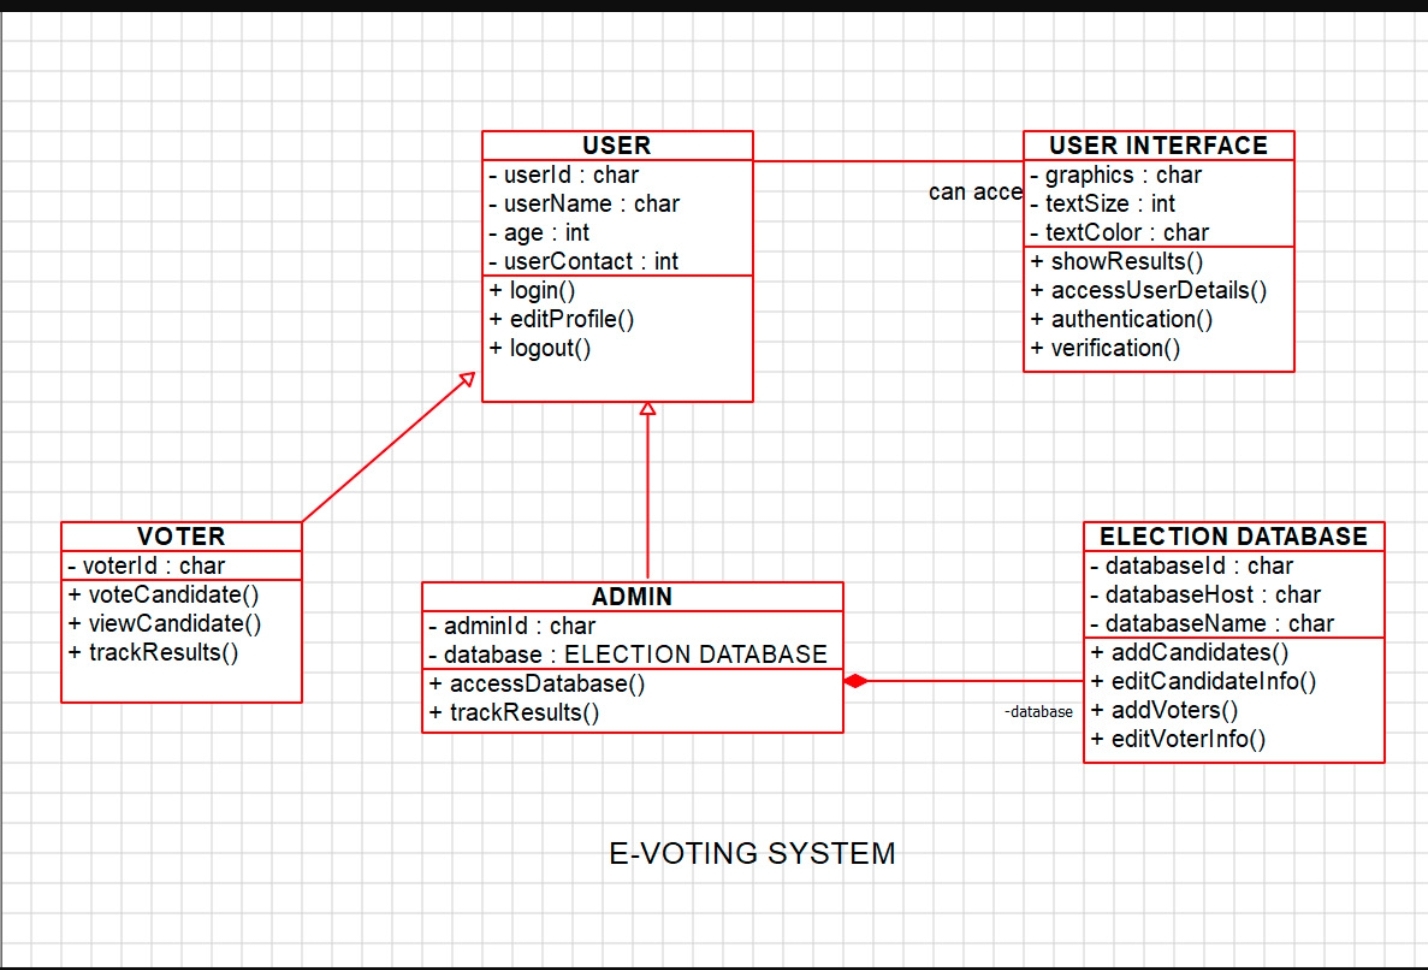 USER
- userId : char
- userName : char
- age : int
- userContact : int
+ login()
+ editProfile()
+ logout()
can acce
USER INTERFACE
- graphics : char
- textSize : int
- textColor : char
+ showResults()
+ accessUserDetails()
+ authentication()
+ verification()
VOTER
- voterId : char
+ voteCandidate()
+ viewCandidate()
+ trackResults()
ADMIN
- adminId : char
- database : ELECTION DATABASE
+ accessDatabase()
+ trackResults()
-database
ELECTION DATABASE
- databaseId : char
- databaseHost : char
- databaseName : char
+ addCandidates()
+ editCandidateInfo()
+ addVoters()
+ editVoterInfo()
E-VOTING SYSTEM